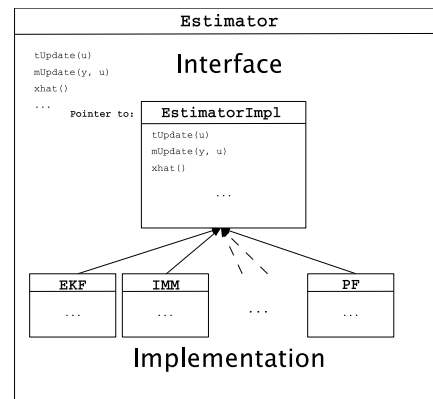 Estimator
tUpdate(u)
mUpdate(y, u)
xhat()
...
Interface
Pointer to:
EstimatorImpl
tUpdate(u)
mUpdate(y, u)
xhat()
...
EKF
...
IMM
...
...
PF
...
Implementation